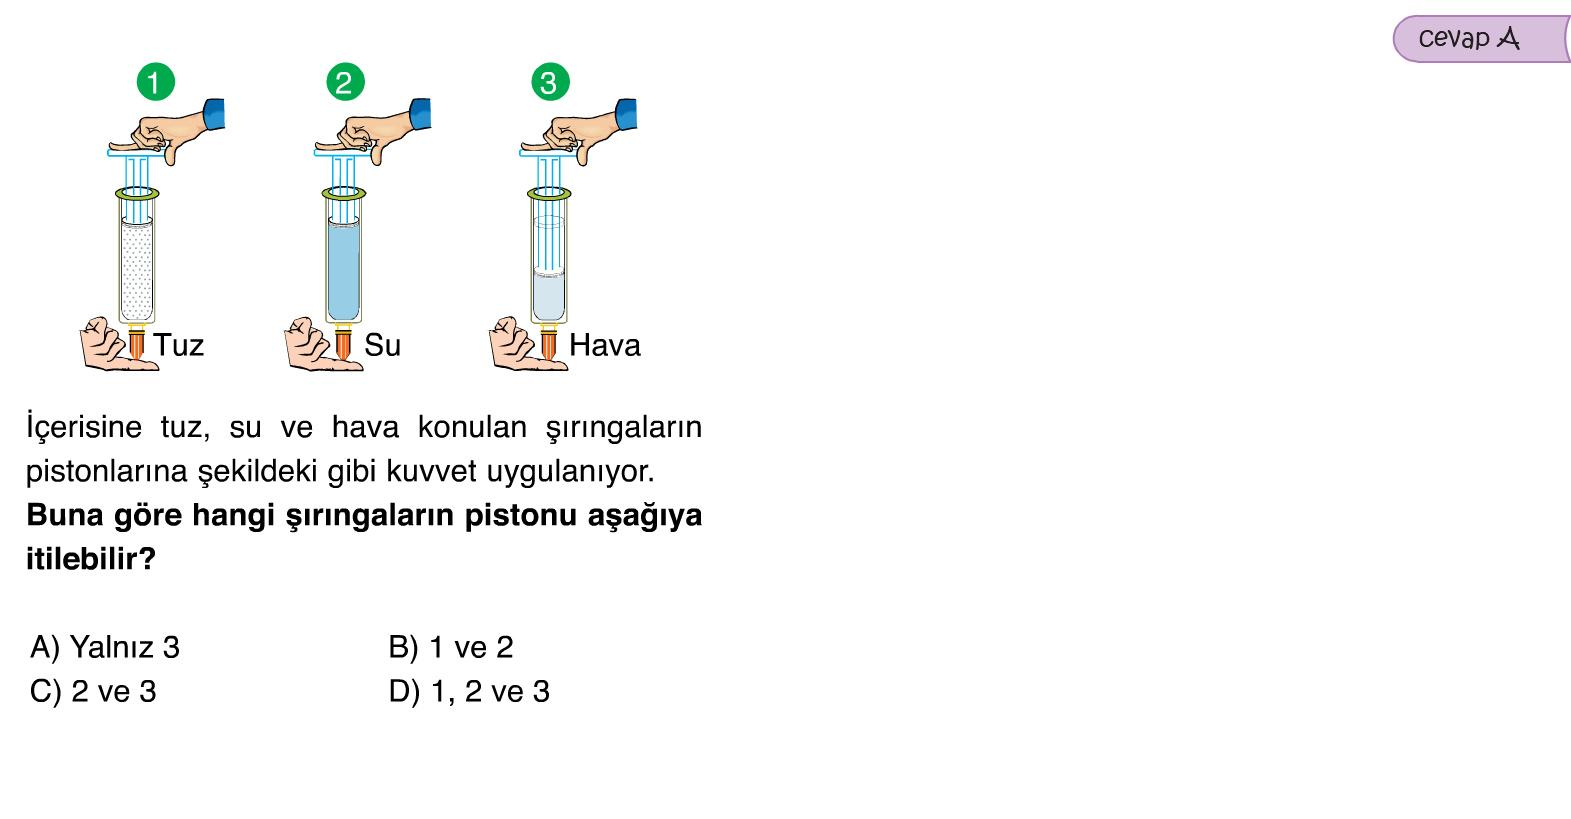 cevap A
1 2 3
Tuz Su Hava
İçerisine tuz, su ve hava konulan şırıngaların
pistonlarına şekildeki gibi kuvvet uygulanıyor.
Buna göre hangi şırıngaların pistonu aşağıya
itilebilir?
A) Yalnız 3 B) 1 ve 2
C) 2 ve 3 D) 1, 2 ve 3